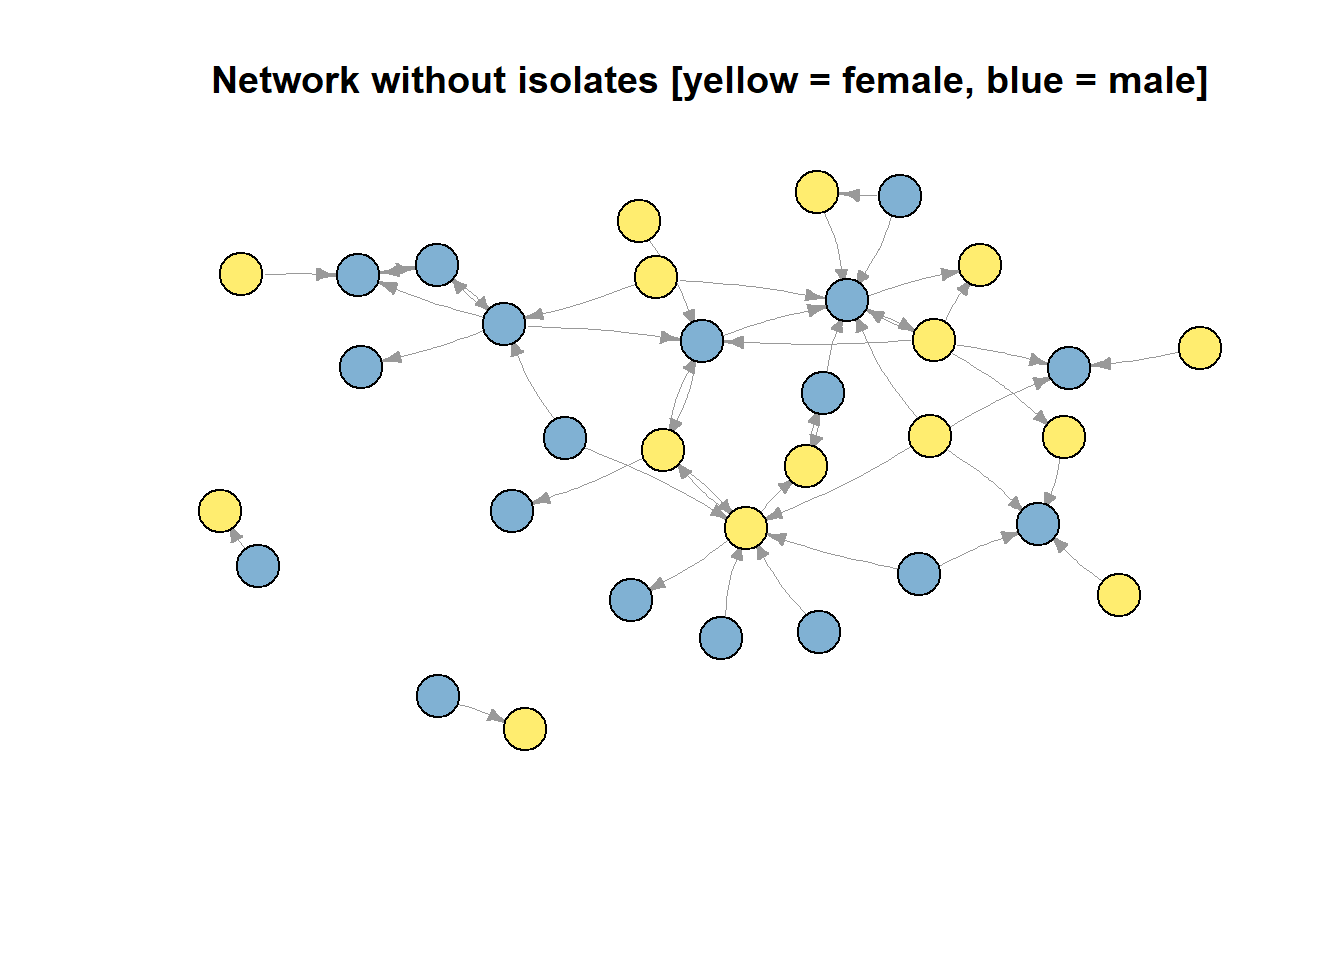 Network without isolates [yellow = female, blue = male]